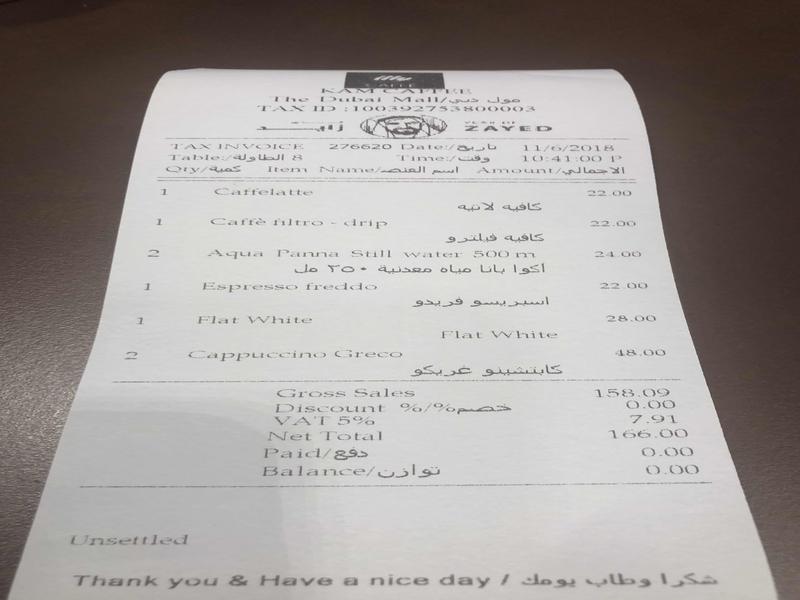 illy
CAFFÈ
KAM CAFFEE
The Dubai Mall/مول دبي
TAX ID :100392753800003
زايد YEAR OF ZAYED
TAX INVOICE 276620 Date:/تاريخ 11/6/2018
Table:/الطاولة 8 Time:/وقت 10:41:00 P
Qty/كمية Item Name/اسم العنصر Amount/الاجمالي
1 Caffelatte 22.00
كافيه لاتيه
1 Caffè filtro - drip 22.00
كافيه فيلترو
2 Aqua Panna Still water 500 m 24.00
اكوا بانا مياه معدنية ٢٥٠ مل
1 Espresso freddo 22.00
اسبريسو فريدو
1 Flat White 28.00
Flat White
2 Cappuccino Greco 48.00
كابتشينو غريكو
Gross Sales 158.09
Discount %/%خصم 0.00
VAT 5% 7.91
Net Total 166.00
Paid/دفع 0.00
Balance/توازن 0.00
Unsettled
Thank you & Have a nice day / شكرا وطاب يومك